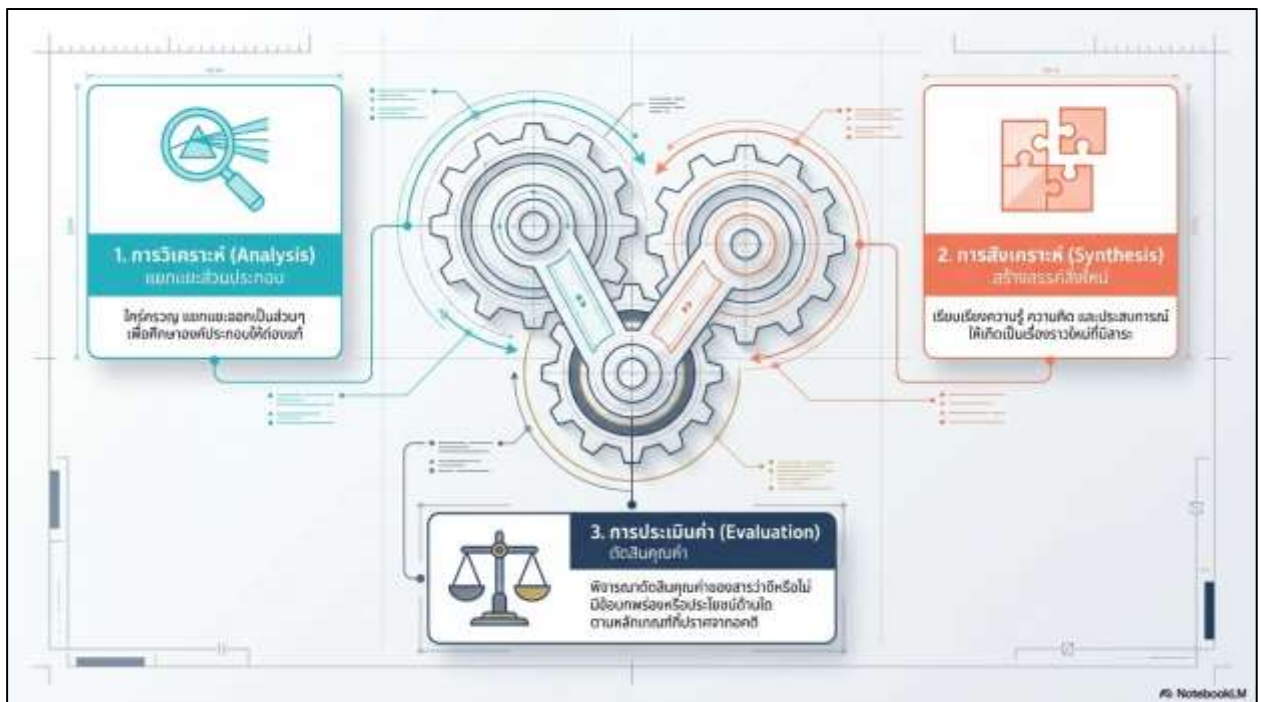 1. การวิเคราะห์ (Analysis)
แยกแยะส่วนประกอบ
ใคร่ครวญ แยกแยะออกเป็นส่วนๆ
เพื่อศึกษาองค์ประกอบให้ถ่องแท้
2. การสังเคราะห์ (Synthesis)
สร้างสรรค์สิ่งใหม่
เรียบเรียงความรู้ ความคิด และประสบการณ์
ให้เกิดเป็นเรื่องราวใหม่ที่มีสาระ
3. การประเมินค่า (Evaluation)
ตัดสินคุณค่า
พิจารณาตัดสินคุณค่าของสารว่าดีหรือไม่
มีข้อบกพร่องหรือประโยชน์ด้านใด
ตามหลักเกณฑ์ที่ปราศจากอคติ
NotebookLM